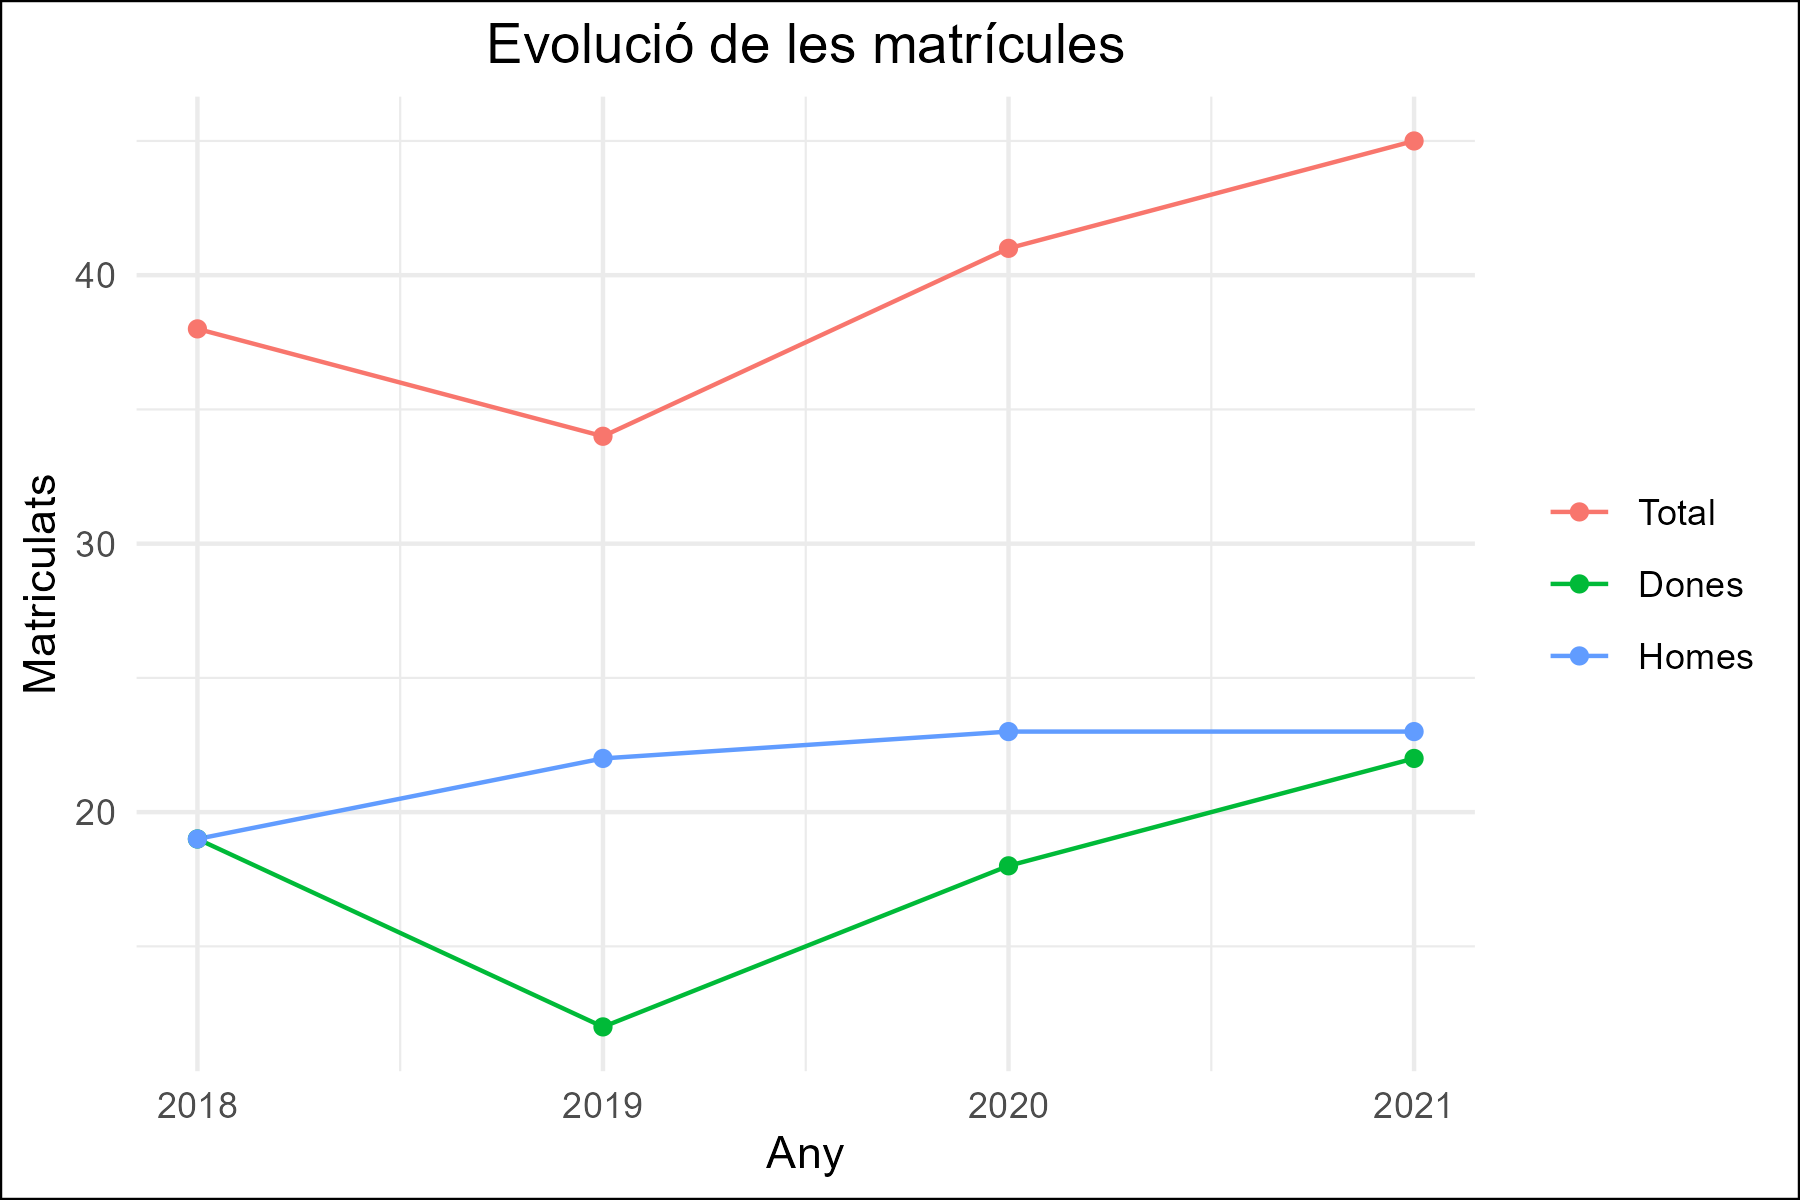 Evolució de les matrícules
Matriculats
40
30
20
2018 2019 2020 2021
Any
Total
Dones
Homes